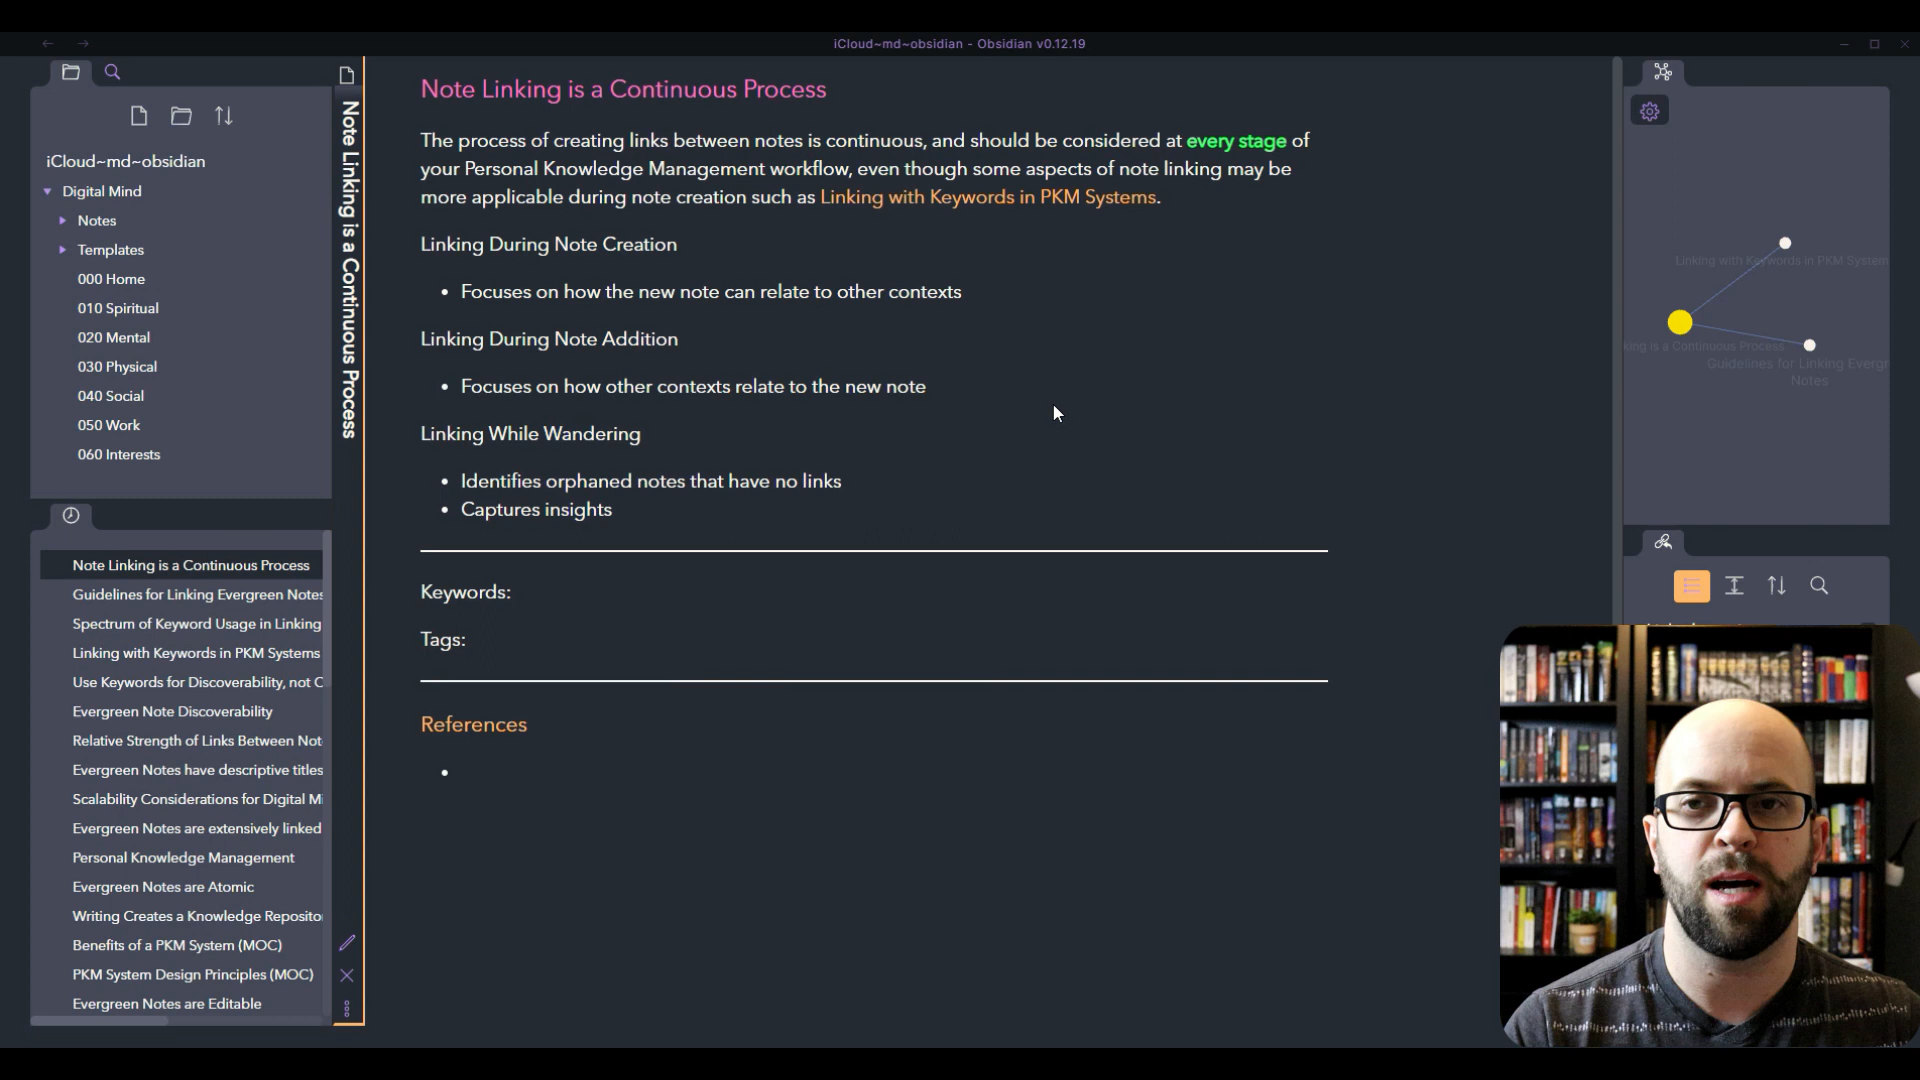 iCloud~md~obsidian - Obsidian v0.12.19
iCloud~md~obsidian
Digital Mind
Notes
Templates
000 Home
010 Spiritual
020 Mental
030 Physical
040 Social
050 Work
060 Interests
Note Linking is a Continuous Process
Guidelines for Linking Evergreen Notes
Spectrum of Keyword Usage in Linking
Linking with Keywords in PKM Systems
Use Keywords for Discoverability, not C
Evergreen Note Discoverability
Relative Strength of Links Between Not
Evergreen Notes have descriptive titles
Scalability Considerations for Digital Mi
Evergreen Notes are extensively linked
Personal Knowledge Management
Evergreen Notes are Atomic
Writing Creates a Knowledge Reposito
Benefits of a PKM System (MOC)
PKM System Design Principles (MOC)
Evergreen Notes are Editable
Note Linking is a Continuous Process
Note Linking is a Continuous Process
The process of creating links between notes is continuous, and should be considered at every stage of
your Personal Knowledge Management workflow, even though some aspects of note linking may be
more applicable during note creation such as Linking with Keywords in PKM Systems.
Linking During Note Creation
• Focuses on how the new note can relate to other contexts
Linking During Note Addition
• Focuses on how other contexts relate to the new note
Linking While Wandering
• Identifies orphaned notes that have no links
• Captures insights
Keywords:
Tags:
References
•
Linking with Keywords in PKM System
king is a Continuous Process
Guidelines for Linking Evergr
Notes